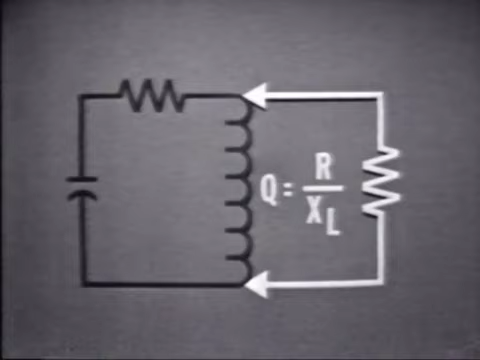 Q = R
X_L